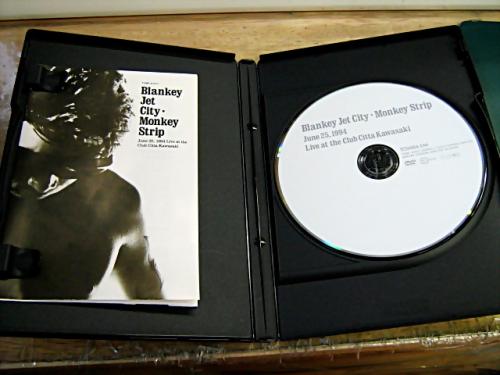 Blankey
Jet
City・
Monkey
Strip
June 25, 1994 Live at the
Club Citta Kawasaki
Blankey Jet City・Monkey Strip
June 25, 1994
Live at the Club Citta Kawasaki